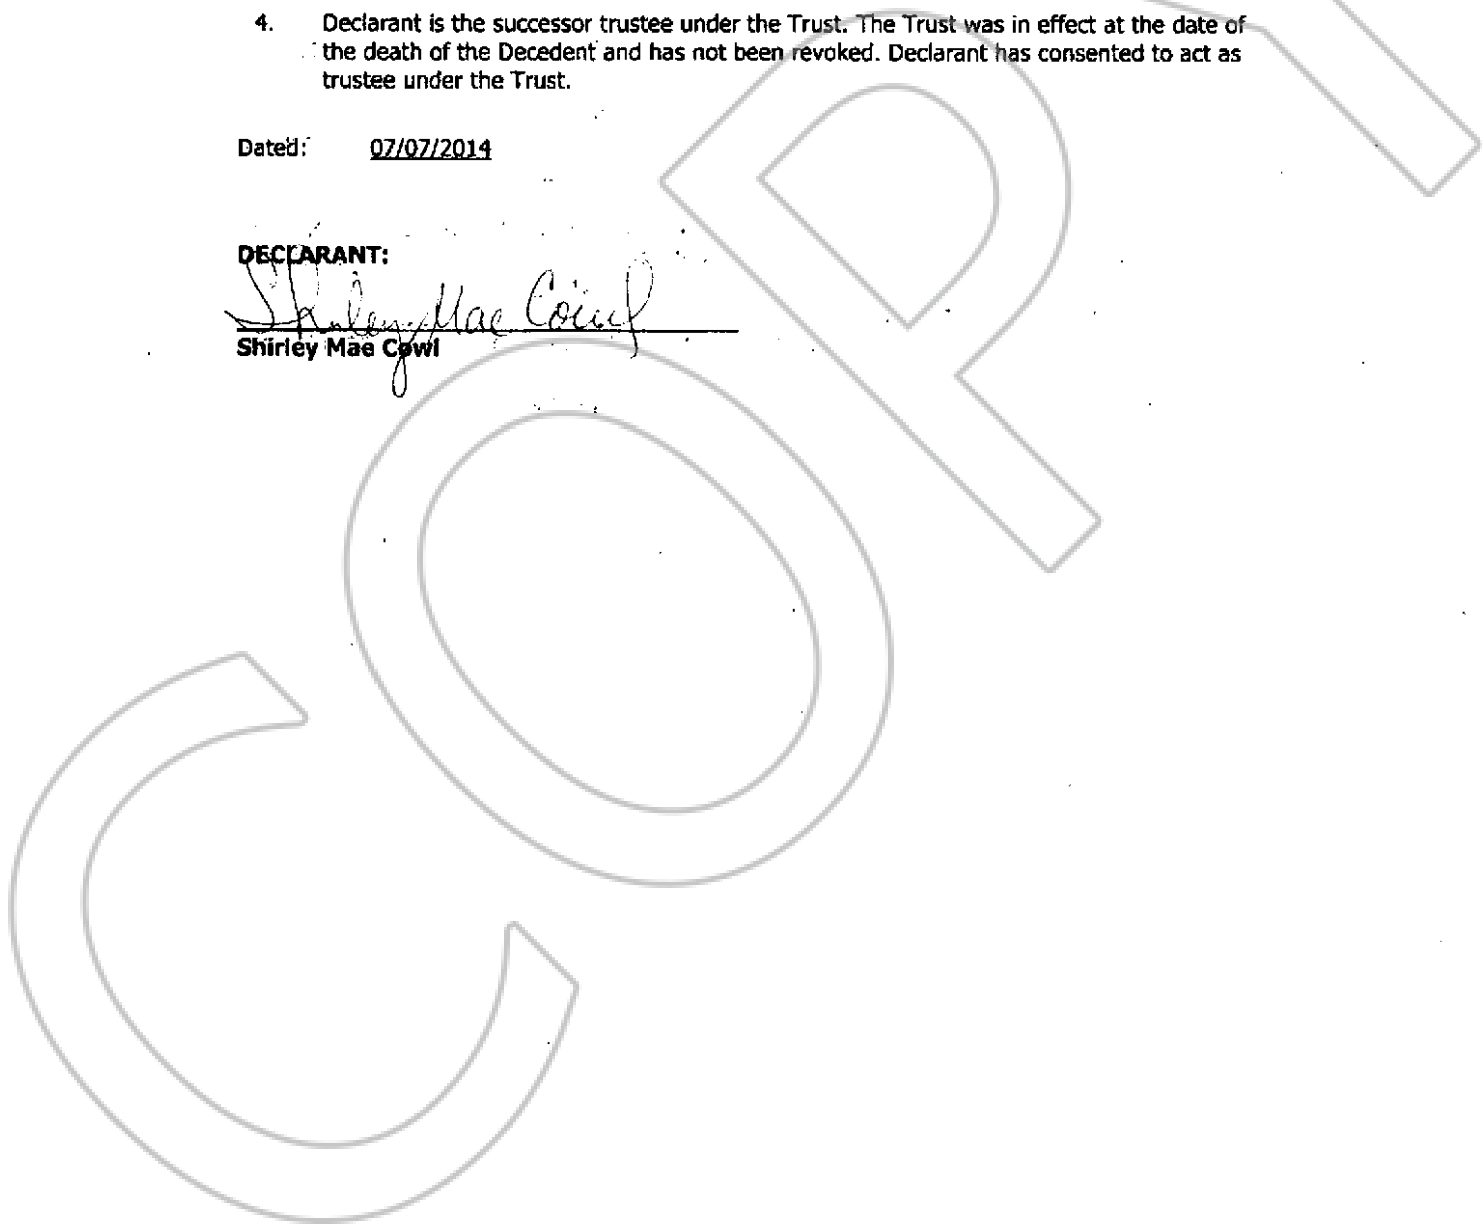 4. Declarant is the successor trustee under the Trust. The Trust was in effect at the date of
the death of the Decedent and has not been revoked. Declarant has consented to act as
trustee under the Trust.
Dated: 07/07/2014
DECLARANT:
Shirley Mae Cowl
Shirley Mae Cowl
COPY